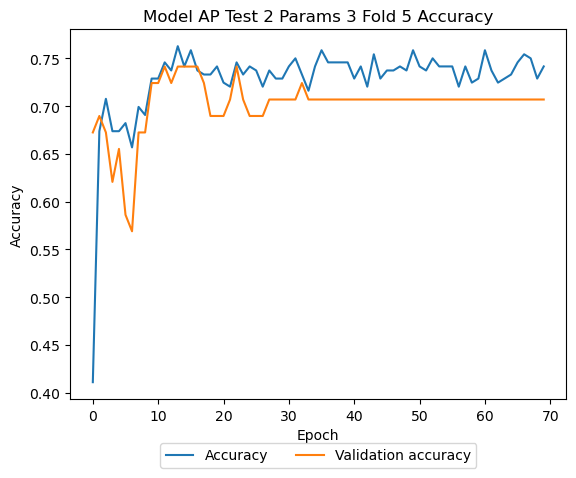 Model AP Test 2 Params 3 Fold 5 Accuracy
0.75
0.70
0.65
0.60
0.55
0.50
0.45
0.40
Accuracy
0 10 20 30 40 50 60 70
Epoch
Accuracy Validation accuracy